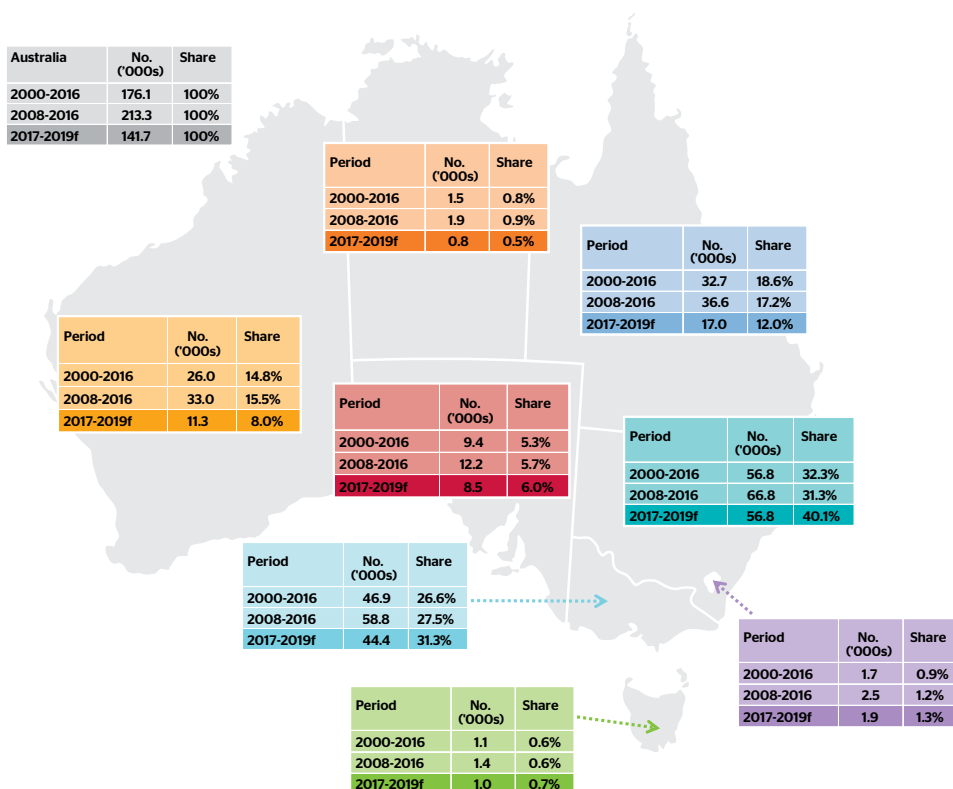 Australia No. ('000s) Share
2000-2016 176.1 100%
2008-2016 213.3 100%
2017-2019f 141.7 100%
Period No. ('000s) Share
2000-2016 1.5 0.8%
2008-2016 1.9 0.9%
2017-2019f 0.8 0.5%
Period No. ('000s) Share
2000-2016 32.7 18.6%
2008-2016 36.6 17.2%
2017-2019f 17.0 12.0%
Period No. ('000s) Share
2000-2016 26.0 14.8%
2008-2016 33.0 15.5%
2017-2019f 11.3 8.0%
Period No. ('000s) Share
2000-2016 9.4 5.3%
2008-2016 12.2 5.7%
2017-2019f 8.5 6.0%
Period No. ('000s) Share
2000-2016 56.8 32.3%
2008-2016 66.8 31.3%
2017-2019f 56.8 40.1%
Period No. ('000s) Share
2000-2016 46.9 26.6%
2008-2016 58.8 27.5%
2017-2019f 44.4 31.3%
Period No. ('000s) Share
2000-2016 1.7 0.9%
2008-2016 2.5 1.2%
2017-2019f 1.9 1.3%
Period No. ('000s) Share
2000-2016 1.1 0.6%
2008-2016 1.4 0.6%
2017-2019f 1.0 0.7%